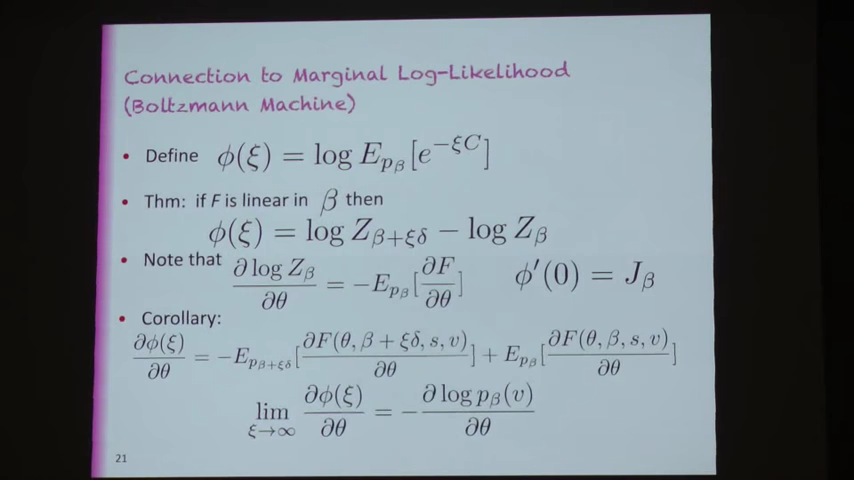 Connection to Marginal Log-Likelihood
(Boltzmann Machine)
• Define ϕ(ξ) = log E_{p_β}[e^{−ξC}]
• Thm: if F is linear in β then
ϕ(ξ) = log Z_{β+ξδ} − log Z_β
• Note that ∂ log Z_β / ∂θ = −E_{p_β}[∂F/∂θ] ϕ′(0) = J_β
• Corollary:
∂ϕ(ξ)/∂θ = −E_{p_{β+ξδ}}[∂F(θ, β + ξδ, s, v)/∂θ] + E_{p_β}[∂F(θ, β, s, v)/∂θ]
lim_{ξ→∞} ∂ϕ(ξ)/∂θ = −∂ log p_β(v)/∂θ
21